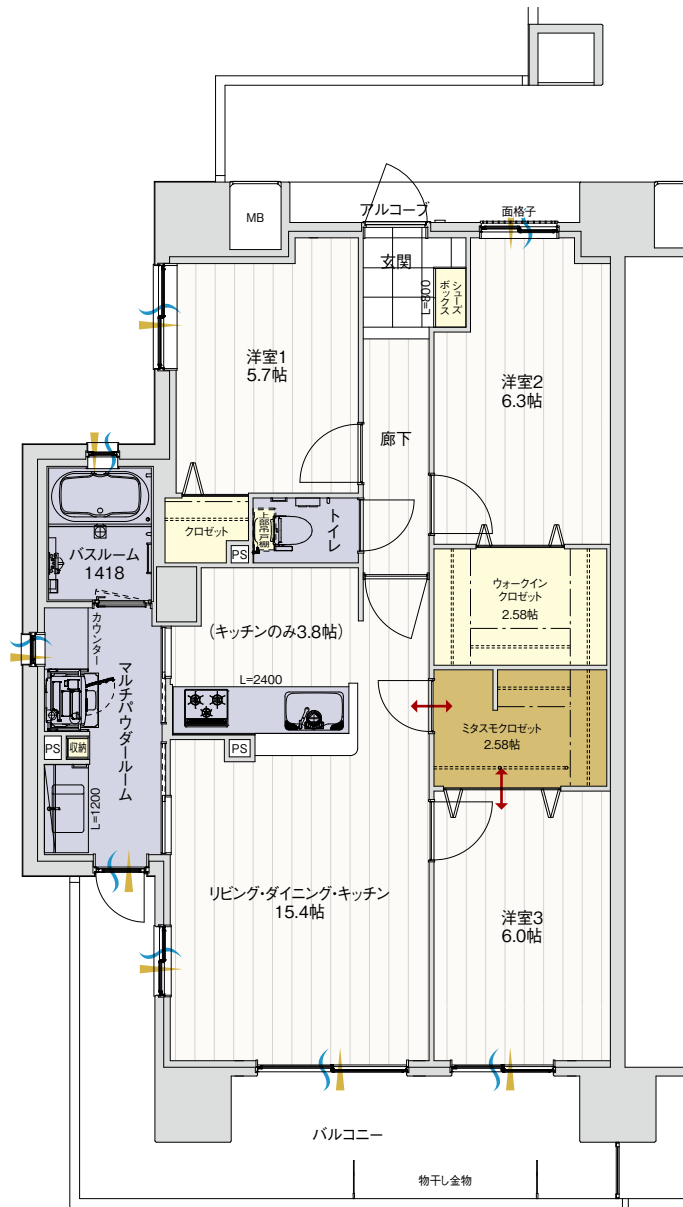 MB
アルコーブ
面格子
玄関
L=800
シューズ
ボックス
洋室1
5.7帖
洋室2
6.3帖
廊下
クロゼット
上部吊戸棚
トイレ
PS
バスルーム
1418
ウォークイン
クロゼット
2.58帖
(キッチンのみ3.8帖)
カウンター
L=2400
マルチパウダールーム
ミタスモクロゼット
2.58帖
PS
収納
PS
L=1200
リビング・ダイニング・キッチン
15.4帖
洋室3
6.0帖
バルコニー
物干し金物